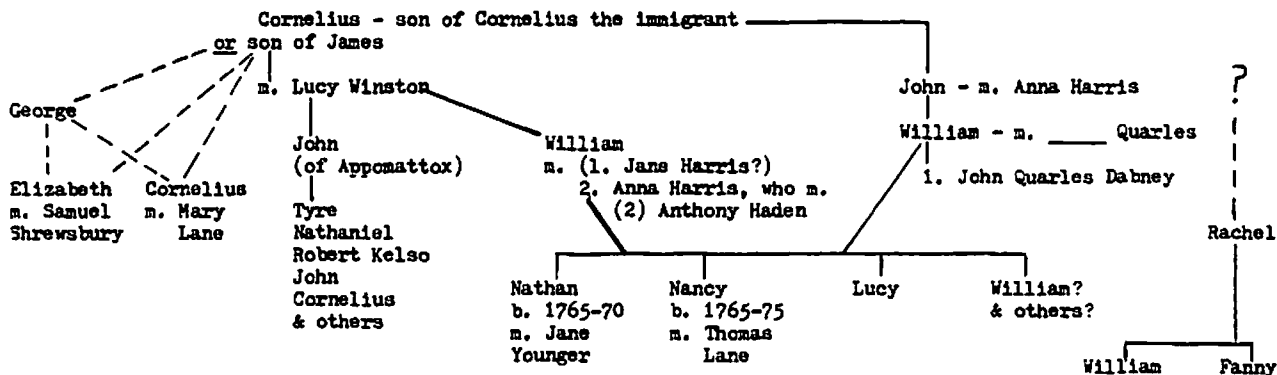 Cornelius - son of Cornelius the immigrant
or son of James
m. Lucy Winston
George
Elizabeth
m. Samuel
Shrewsbury
Cornelius
m. Mary
Lane
John
(of Appomattox)
Tyre
Nathaniel
Robert Kelso
John
Cornelius
& others
William
m. (1. Jane Harris?)
2. Anna Harris, who m.
(2) Anthony Haden
John - m. Anna Harris
William - m. ____ Quarles
1. John Quarles Dabney
?
Rachel
Nathan
b. 1765-70
m. Jane
Younger
Nancy
b. 1765-75
m. Thomas
Lane
Lucy
William?
& others?
William
Fanny